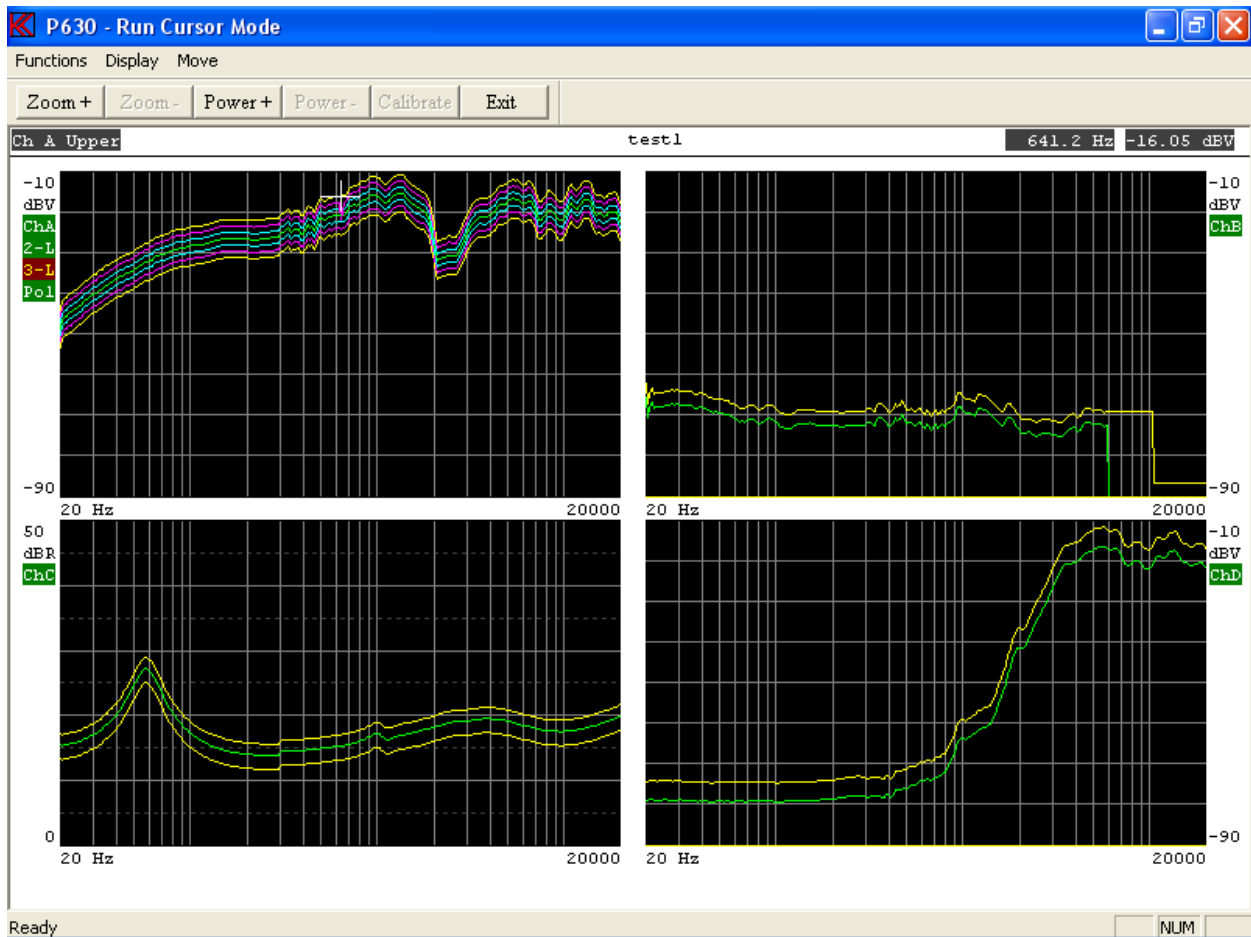 P630 - Run Cursor Mode
Functions Display Move
Zoom + Zoom - Power + Power - Calibrate Exit
Ch A Upper test1 641.2 Hz -16.05 dBV
-10
dBV
ChA
2-L
3-L
Pol
-90
20 Hz 20000
-10
dBV
ChB
-90
20 Hz 20000
50
dBR
ChC
0
20 Hz 20000
-10
dBV
ChD
-90
20 Hz 20000
Ready NUM